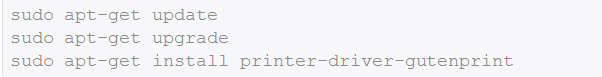 sudo apt-get update
sudo apt-get upgrade
sudo apt-get install printer-driver-gutenprint